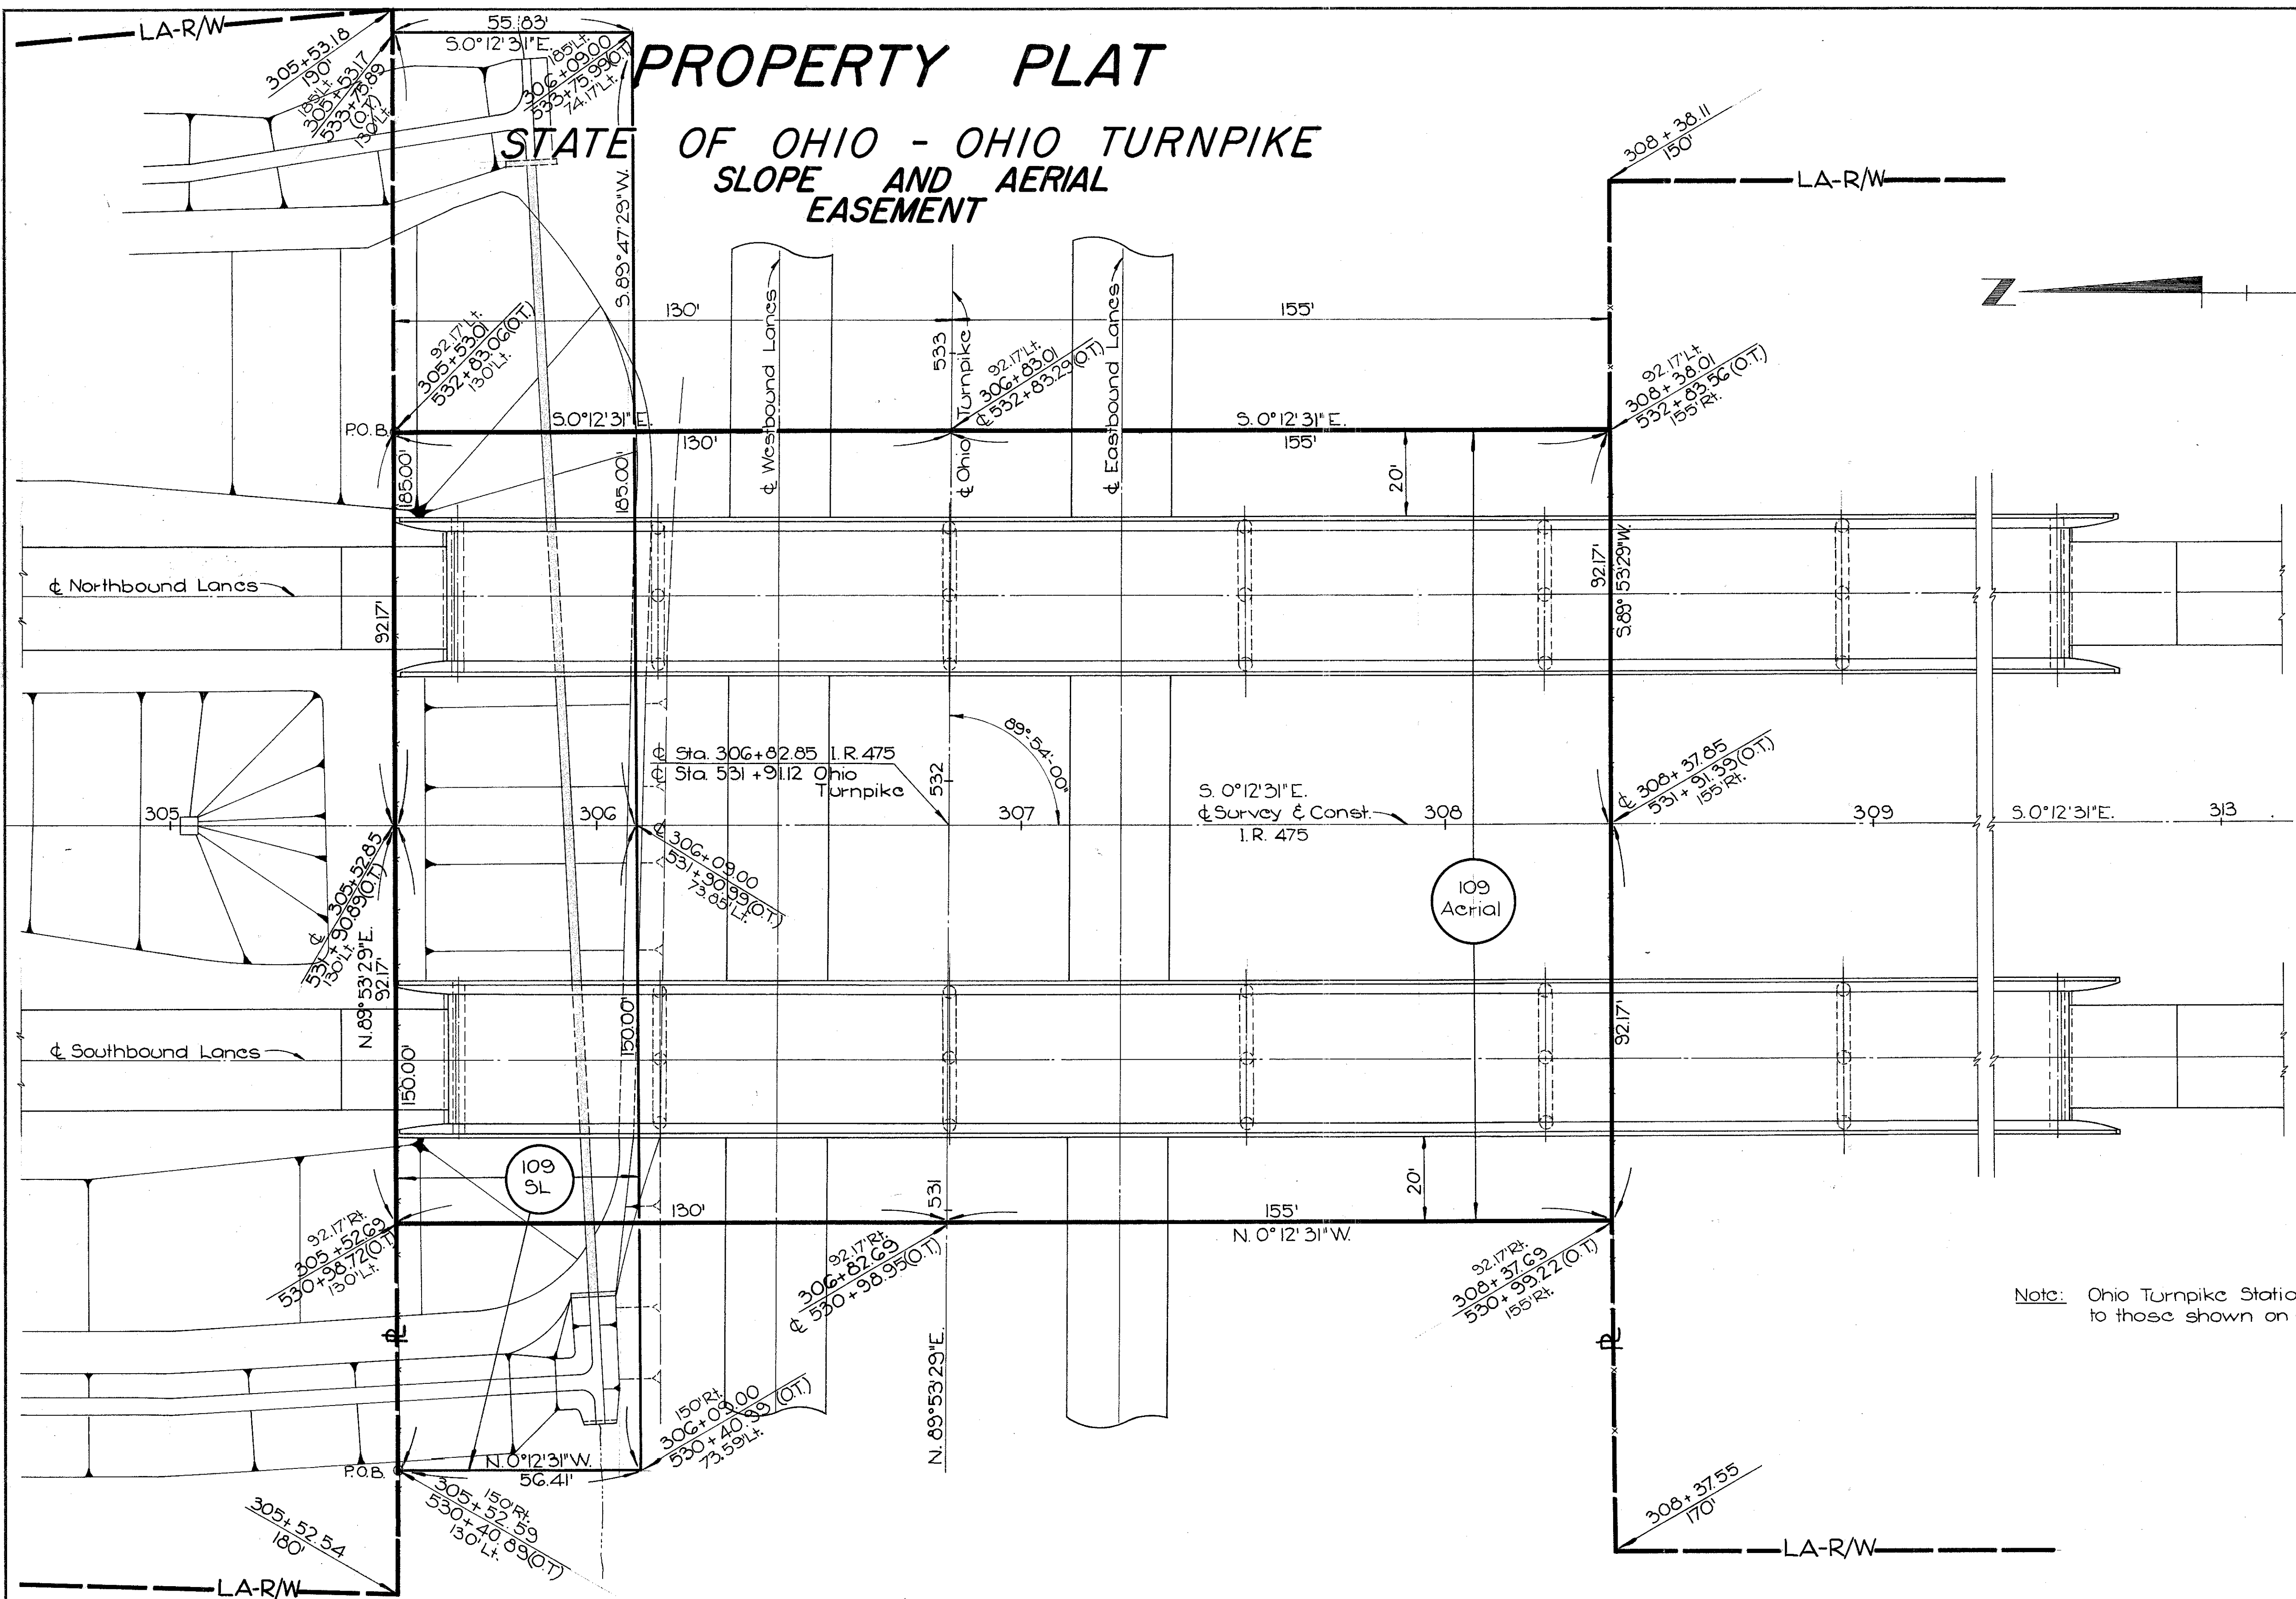 PROPERTY PLAT
STATE OF OHIO - OHIO TURNPIKE
SLOPE AND AERIAL
EASEMENT
LA-R/W
55.83'
S.0°12'31"E.
305+53.18
190'
185'Lt.
305+53.17
533+75.89
(O.T.)
130'Lt.
185'Lt.
306+09.00
533+75.99(O.T.)
74.17'Lt.
S.89°47'29"W.
308+38.11
150'
LA-R/W
N
130'
155'
92.17'Lt.
305+53.01
532+83.06(O.T.)
130'Lt.
℄ Westbound Lanes
533
℄ Ohio Turnpike
92.17'Lt.
306+83.01
℄ 532+83.29(O.T.)
℄ Eastbound Lanes
92.17'Lt.
308+38.01
532+83.56(O.T.)
155'Rt.
P.O.B.
S.0°12'31"E.
130'
S.0°12'31"E.
155'
185.00'
185.00'
20'
℄ Northbound Lanes
92.17'
92.17'
S.89°53'29"W.
℄ Sta. 306+82.85 I.R.475
℄ Sta. 531+91.12 Ohio
Turnpike
532
89°-54'-00"
S. 0°12'31"E.
℄ Survey & Const.
I.R. 475
℄ 308+37.85
531+91.39(O.T.)
155'Rt.
305
306
307
308
309
S.0°12'31"E.
313
℄ 305+52.85
531+90.89(O.T.)
130'Lt.
℄ 306+09.00
531+90.99(O.T.)
73.85'Lt.
109
Aerial
N.89°53'29"E.
92.17'
℄ Southbound Lanes
150.00'
150.00'
92.17'
109
SL
20'
92.17'Rt.
305+52.69
530+98.72(O.T.)
130'Lt.
130'
531
155'
N. 0°12'31"W.
92.17'Rt.
306+82.69
℄ 530+98.95(O.T.)
92.17'Rt.
308+37.69
530+99.22(O.T.)
155'Rt.
Note: Ohio Turnpike Statio
to those shown on
PL
PL
N. 89°53'29"E.
150'Rt.
306+09.00
530+40.99 (O.T.)
73.59'Lt.
P.O.B.
N.0°12'31"W.
56.41'
150'Rt.
305+52.59
530+40.89(O.T.)
130'Lt.
305+52.54
180'
308+37.55
170'
LA-R/W
LA-R/W